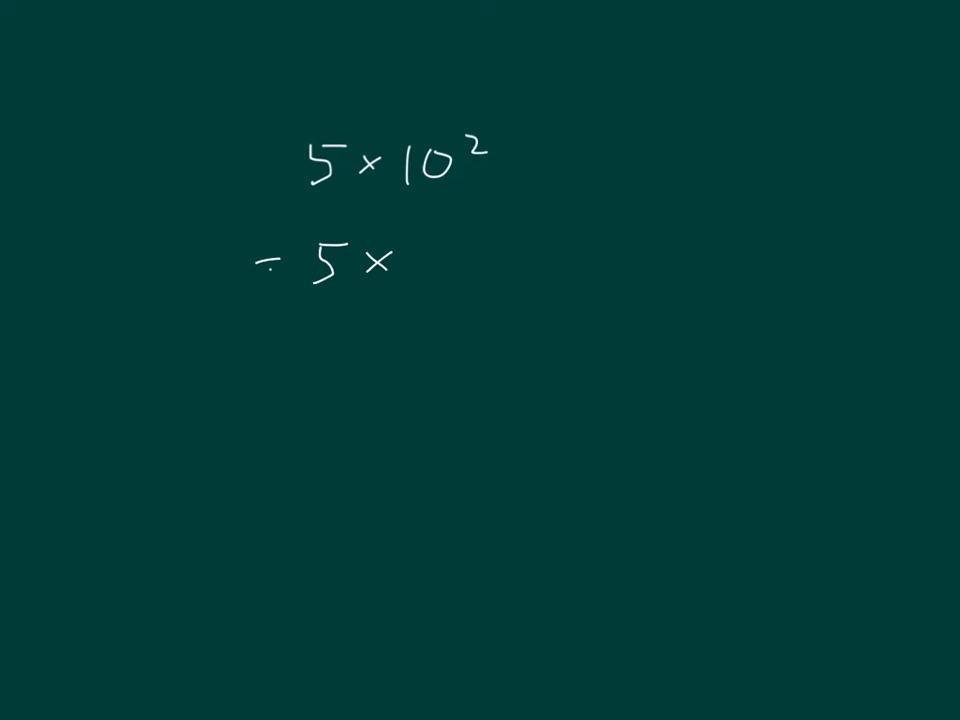 5 × 10²
= 5 ×